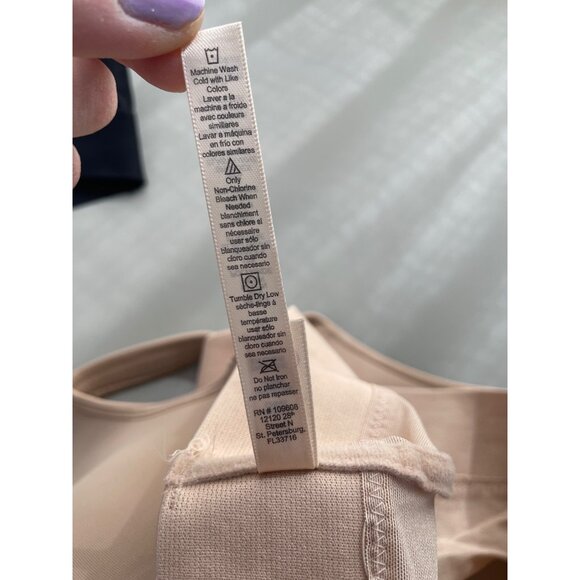 Machine Wash
Cold with Like
Colors
Laver a la
machine a froide
avec couleurs
similaires
Lavar a máquina
en frío con
colores similares
Only
Non-Chlorine
Bleach When
Needed
blanchiment
sans chlore si
nécessaire
usar sólo
blanqueador sin
cloro cuando
sea necesario
Tumble Dry Low
séchs-linge à
basse
température
usar sólo
blanqueador sin
cloro cuando
sea necesario
Do Not Iron
no planchar
ne pas repasser
RN # 109608
12120 28th
Street N
St. Petersburg,
FL33716